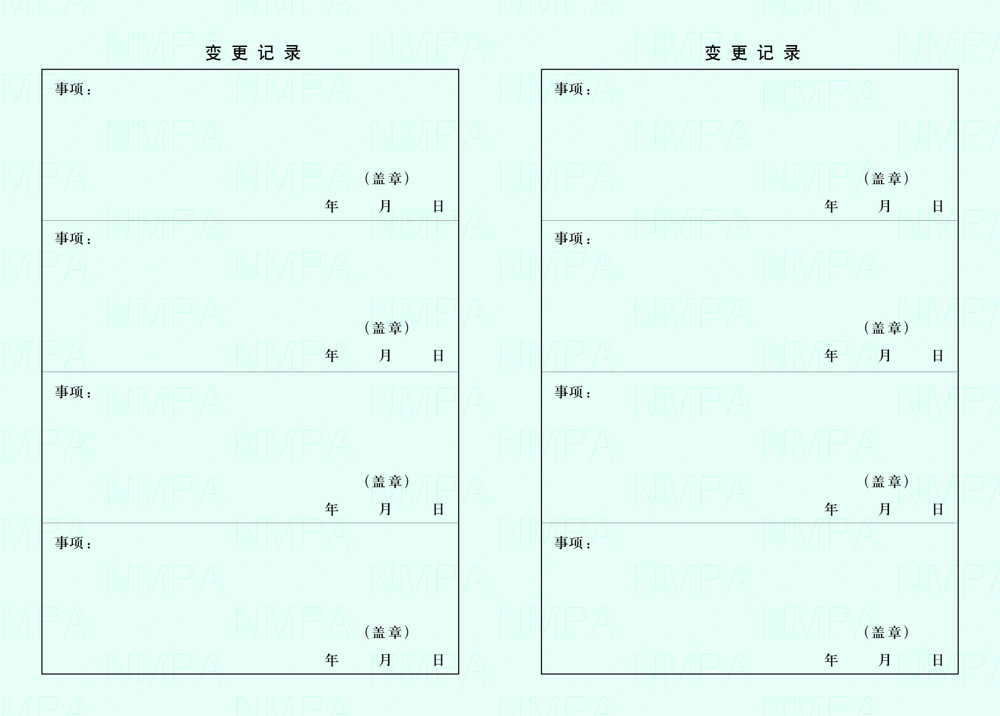 变更记录
事项：
（盖章）
年 月 日
事项：
（盖章）
年 月 日
事项：
（盖章）
年 月 日
事项：
（盖章）
年 月 日
变更记录
事项：
（盖章）
年 月 日
事项：
（盖章）
年 月 日
事项：
（盖章）
年 月 日
事项：
（盖章）
年 月 日
NMPA